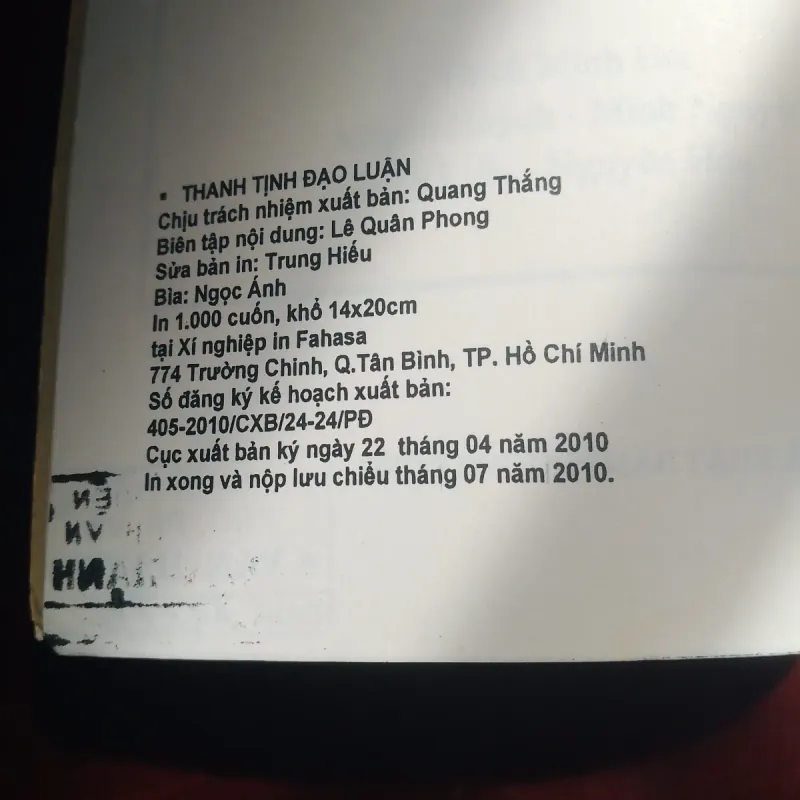 ▪ THANH TỊNH ĐẠO LUẬN
Chịu trách nhiệm xuất bản: Quang Thắng
Biên tập nội dung: Lê Quân Phong
Sửa bản in: Trung Hiếu
Bìa: Ngọc Ánh
In 1.000 cuốn, khổ 14x20cm
tại Xí nghiệp in Fahasa
774 Trường Chinh, Q.Tân Bình, TP. Hồ Chí Minh
Số đăng ký kế hoạch xuất bản:
405-2010/CXB/24-24/PĐ
Cục xuất bản ký ngày 22 tháng 04 năm 2010
In xong và nộp lưu chiểu tháng 07 năm 2010.